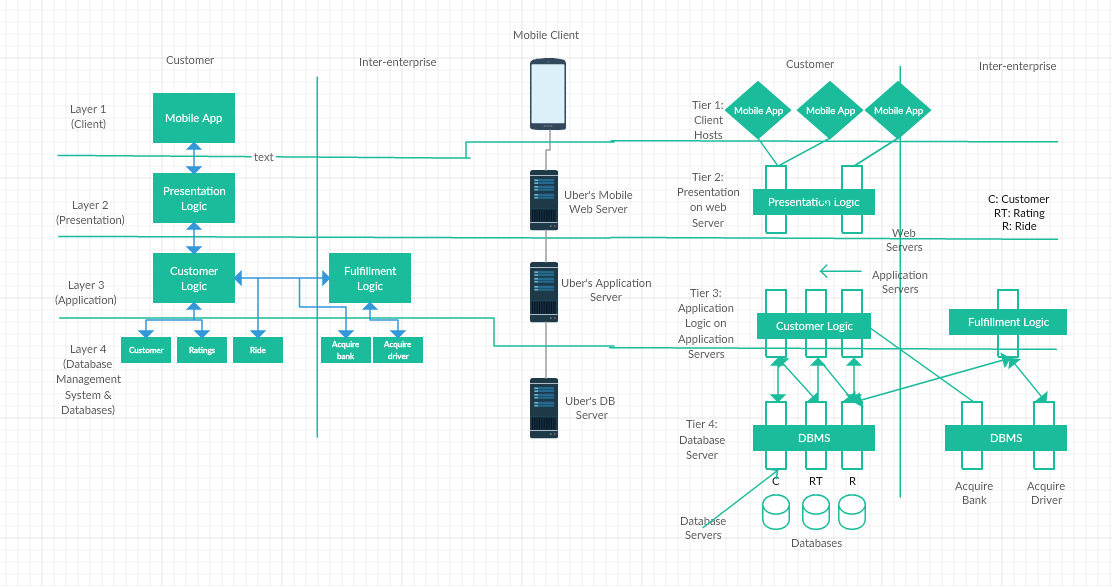 Mobile Client
Customer
Inter-enterprise
Layer 1
(Client)
Mobile App
text
Layer 2
(Presentation)
Presentation
Logic
Layer 3
(Application)
Customer
Logic
Fulfillment
Logic
Layer 4
(Database
Management
System &
Databases)
Customer
Ratings
Ride
Acquire
bank
Acquire
driver
Uber's Mobile
Web Server
Uber's Application
Server
Uber's DB
Server
Customer
Inter-enterprise
Tier 1:
Client
Hosts
Mobile App
Mobile App
Mobile App
Tier 2:
Presentation
on web
Server
Presentation Logic
C: Customer
RT: Rating
R: Ride
Web
Servers
Application
Servers
Tier 3:
Application
Logic on
Application
Servers
Customer Logic
Fulfillment Logic
Tier 4:
Database
Server
DBMS
DBMS
C
RT
R
Acquire
Bank
Acquire
Driver
Database
Servers
Databases